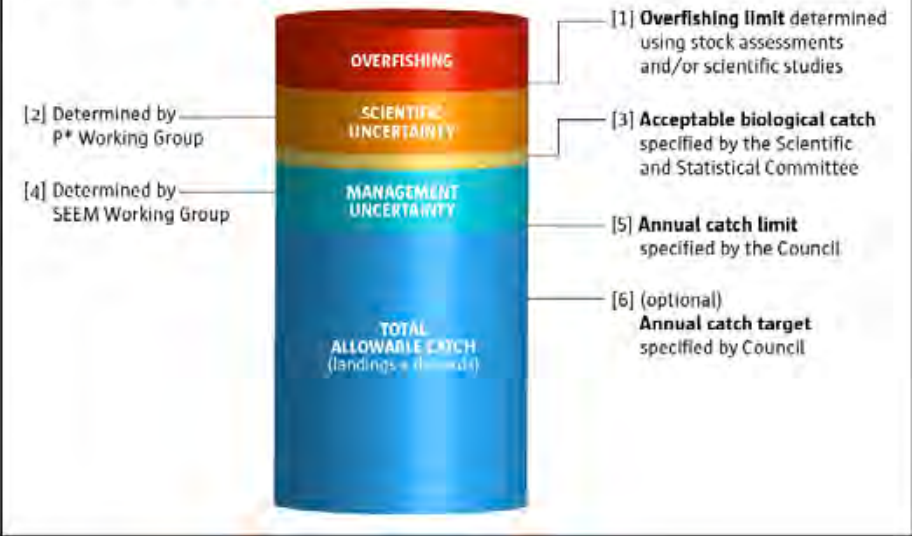 [1] Overfishing limit determined
using stock assessments
and/or scientific studies
OVERFISHING
[2] Determined by
P* Working Group
SCIENTIFIC
UNCERTAINTY
[3] Acceptable biological catch
specified by the Scientific
and Statistical Committee
[4] Determined by
SEEM Working Group
MANAGEMENT
UNCERTAINTY
[5] Annual catch limit
specified by the Council
[6] (optional)
Annual catch target
specified by Council
TOTAL
ALLOWABLE CATCH
(landings + discards)